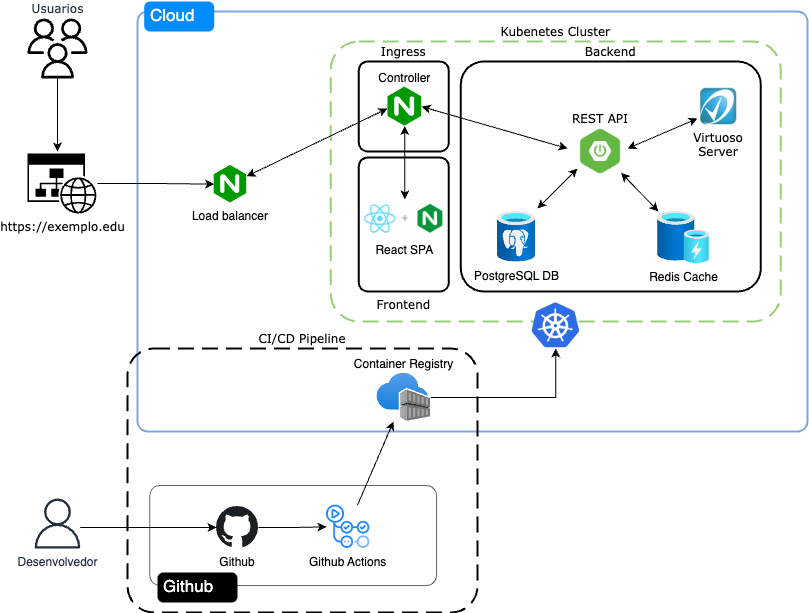 Usuarios
Cloud
Kubenetes Cluster
Ingress
Backend
Controller
REST API
Virtuoso
Server
https://exemplo.edu
Load balancer
React SPA
+
PostgreSQL DB
Redis Cache
Frontend
CI/CD Pipeline
Container Registry
Desenvolvedor
Github
Github Actions
Github